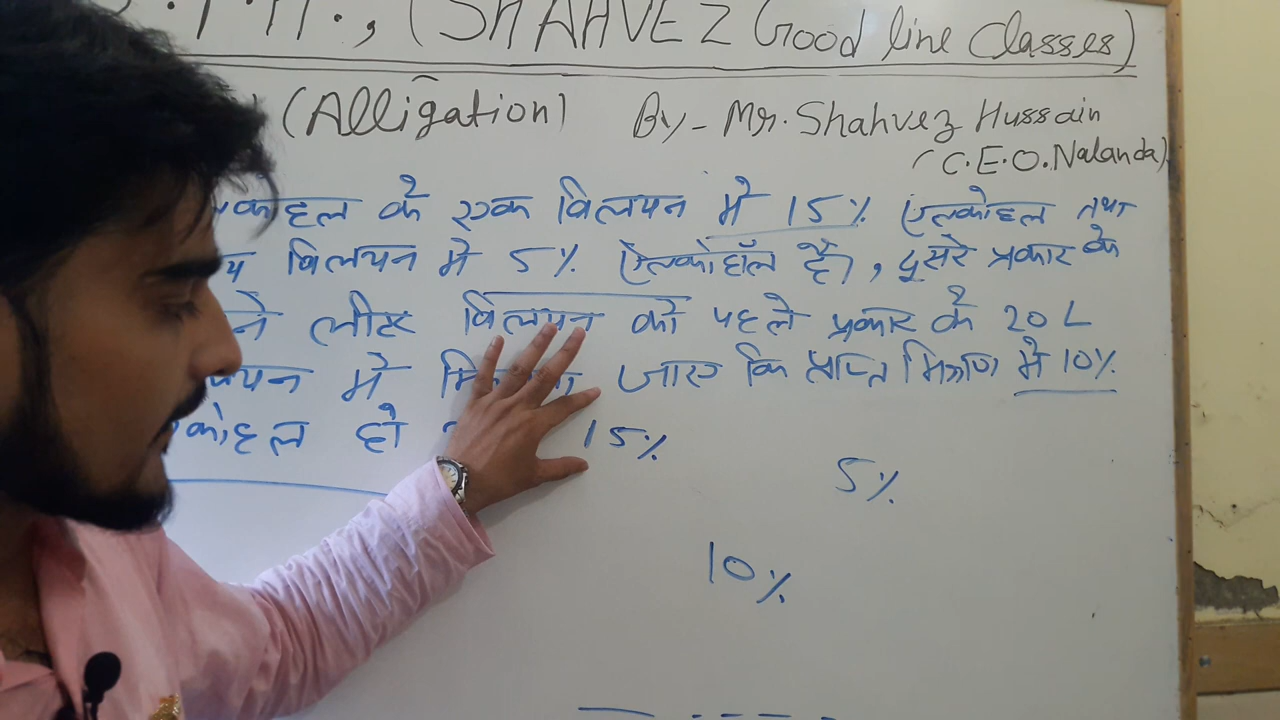 (SHAHVEZ Good line Classes)
(Alligation) By- Mr. Shahvez Hussain
(C.E.O. Nalanda)
के एक विलयन में 15% एल्कोहल तथा
विलयन में 5% ऐल्कोहॉल है, दूसरे प्रकार के
लीटर विलयन को पहले प्रकार के 20 L
में जाए कि प्राप्त मिश्रण में 10%
हो 15%
5%
10%